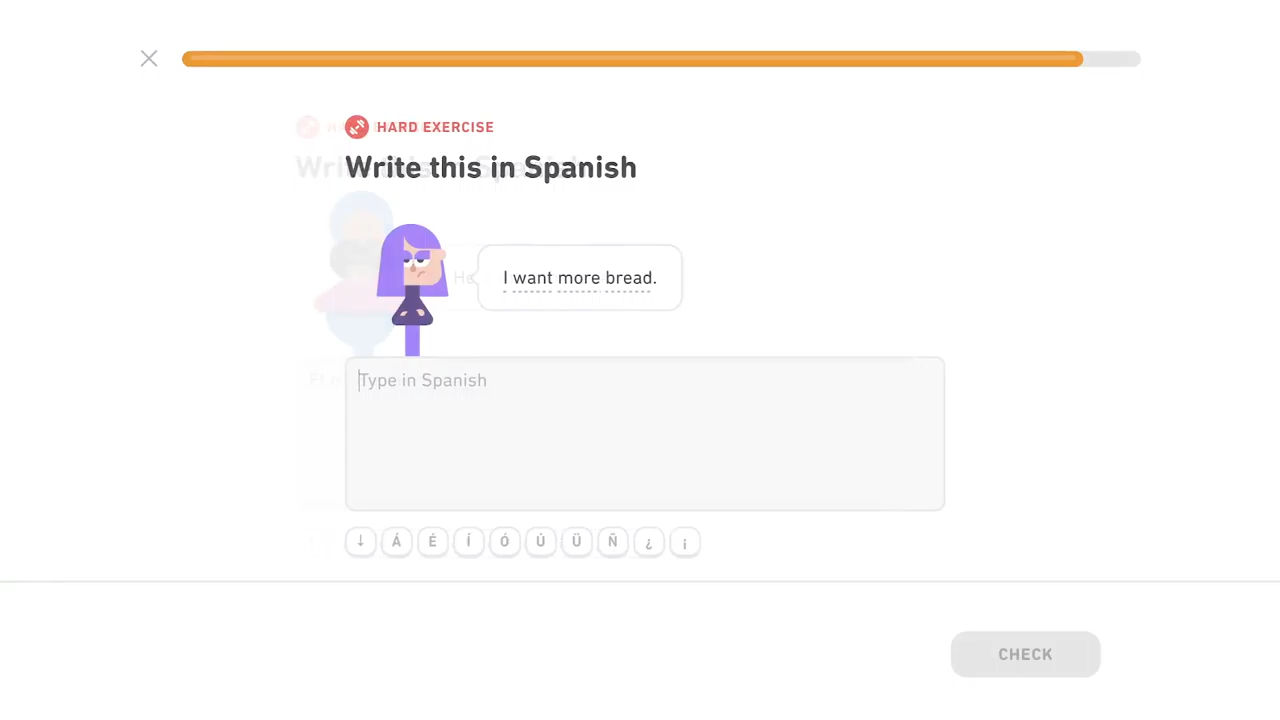 HARD EXERCISE
Write this in Spanish
I want more bread.
Type in Spanish
↓ Á É Í Ó Ú Ü Ñ ¿ ¡
CHECK